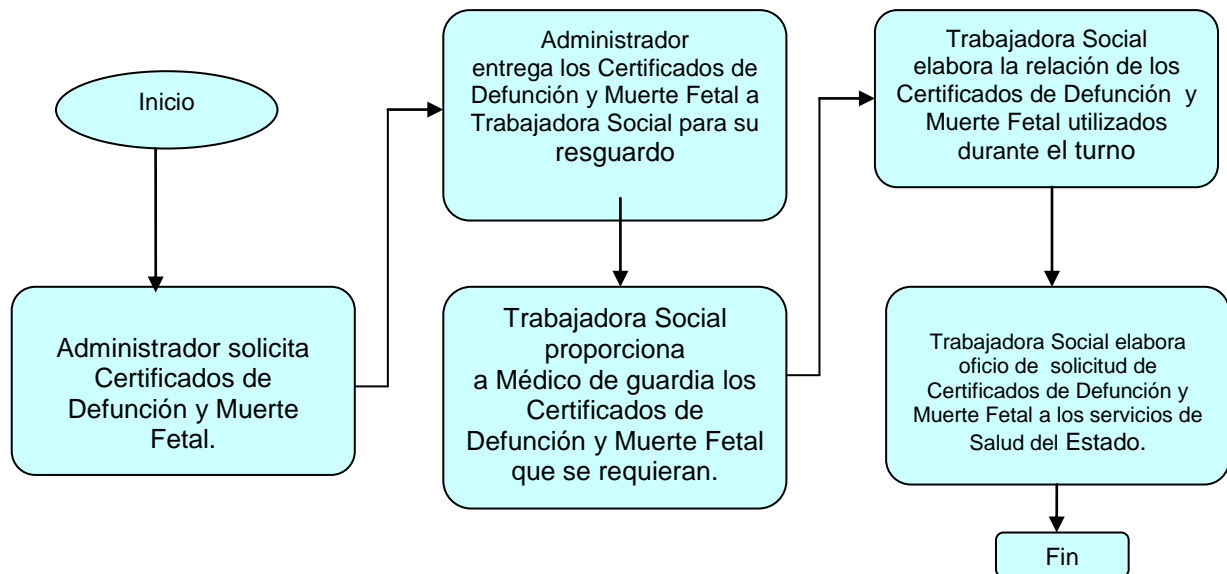 Inicio
Administrador solicita
Certificados de
Defunción y Muerte
Fetal.
Administrador
entrega los Certificados de
Defunción y Muerte Fetal a
Trabajadora Social para su
resguardo
Trabajadora Social
proporciona
a Médico de guardia los
Certificados de
Defunción y Muerte Fetal
que se requieran.
Trabajadora Social
elabora la relación de los
Certificados de Defunción y
Muerte Fetal utilizados
durante el turno
Trabajadora Social elabora
oficio de solicitud de
Certificados de Defunción y
Muerte Fetal a los servicios de
Salud del Estado.
Fin